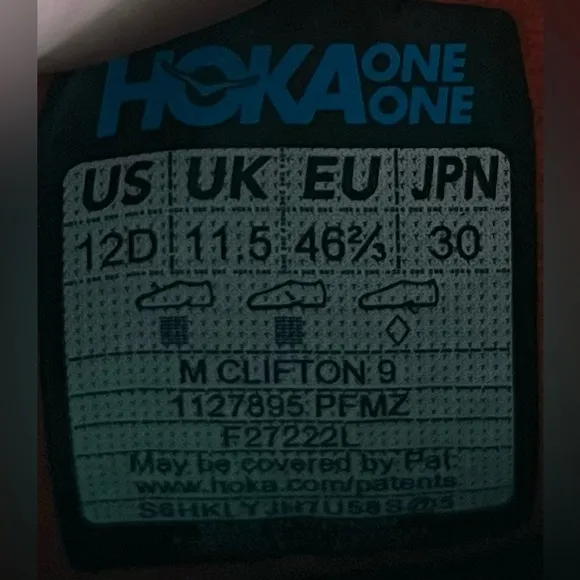 HOKA ONE ONE
US UK EU JPN
12D 11.5 46⅔ 30
M CLIFTON 9
1127895 PFMZ
F27222L
May be covered by Pat:
www.hoka.com/patents